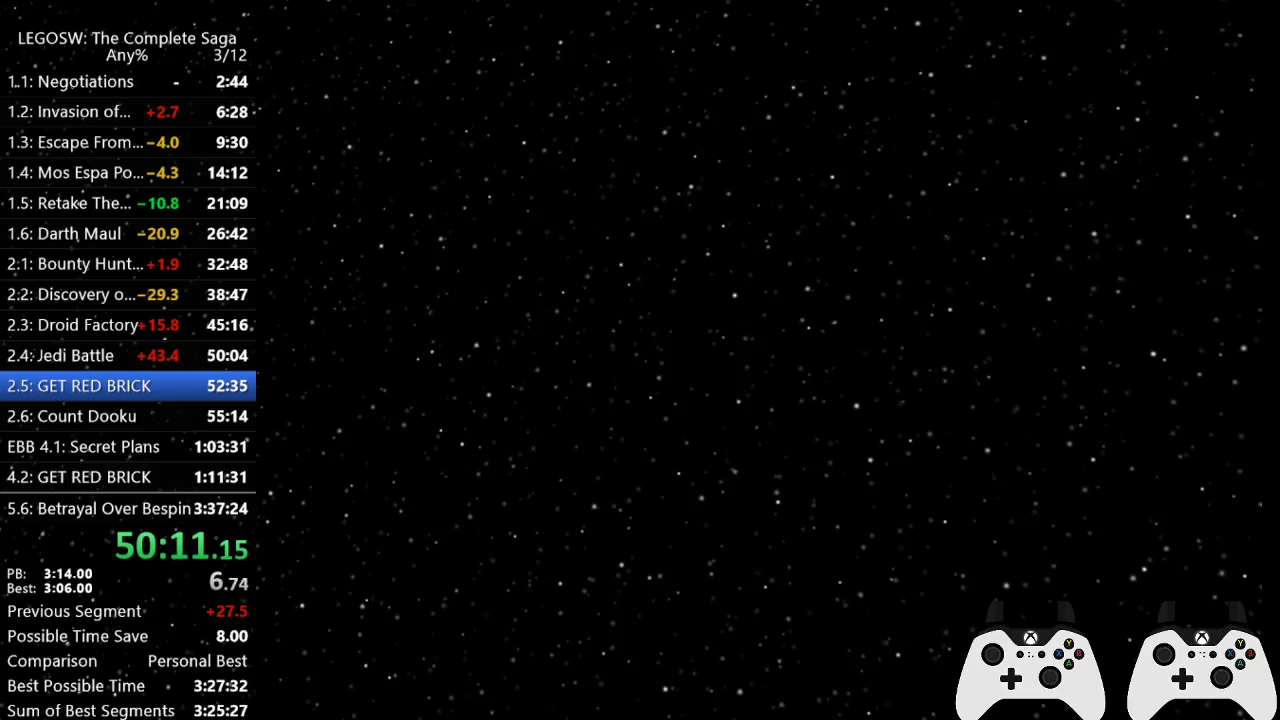 LEGOSW: The Complete Saga
Any% 3/12
1.1: Negotiations - 2:44
1.2: Invasion of... +2.7 6:28
1.3: Escape From... −4.0 9:30
1.4: Mos Espa Po... −4.3 14:12
1.5: Retake The... −10.8 21:09
1.6: Darth Maul −20.9 26:42
2.1: Bounty Hunt... +1.9 32:48
2.2: Discovery o... −29.3 38:47
2.3: Droid Factory +15.8 45:16
2.4: Jedi Battle +43.4 50:04
2.5: GET RED BRICK 52:35
2.6: Count Dooku 55:14
EBB 4.1: Secret Plans 1:03:31
4.2: GET RED BRICK 1:11:31
5.6: Betrayal Over Bespin 3:37:24
50:11.15
PB: 3:14.00
Best: 3:06.00
6.74
Previous Segment +27.5
Possible Time Save 8.00
Comparison Personal Best
Best Possible Time 3:27:32
Sum of Best Segments 3:25:27
Y
X B
A
Y
X B
A